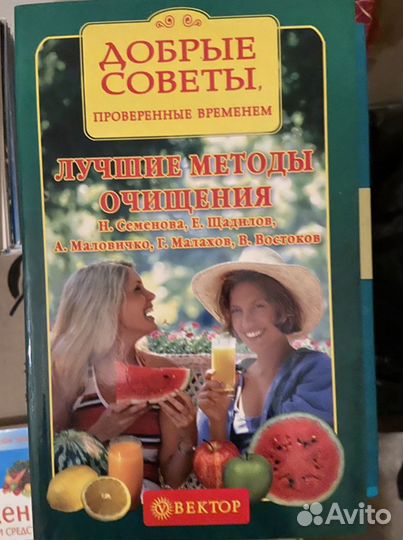 ДОБРЫЕ
СОВЕТЫ,
ПРОВЕРЕННЫЕ ВРЕМЕНЕМ
ЛУЧШИЕ МЕТОДЫ
ОЧИЩЕНИЯ
Н. Семенова, Е. Щадилов,
А. Маловичко, Г. Малахов, В. Востоков
ВЕКТОР
Avito